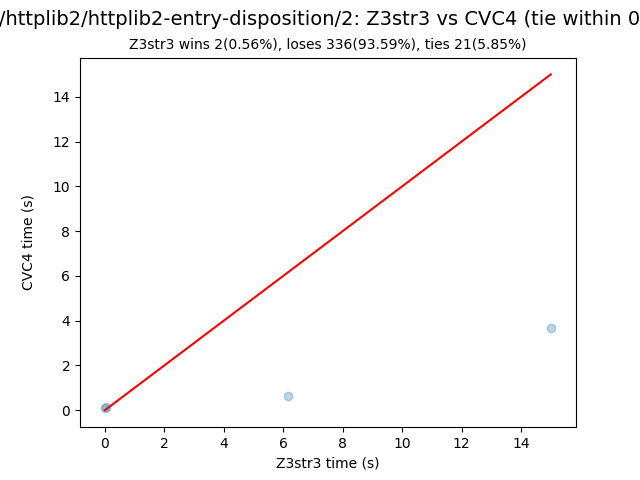 /httplib2/httplib2-entry-disposition/2: Z3str3 vs CVC4 (tie within 0
Z3str3 wins 2(0.56%), loses 336(93.59%), ties 21(5.85%)
14
12
10
8
6
4
2
0
CVC4 time (s)
0 2 4 6 8 10 12 14
Z3str3 time (s)